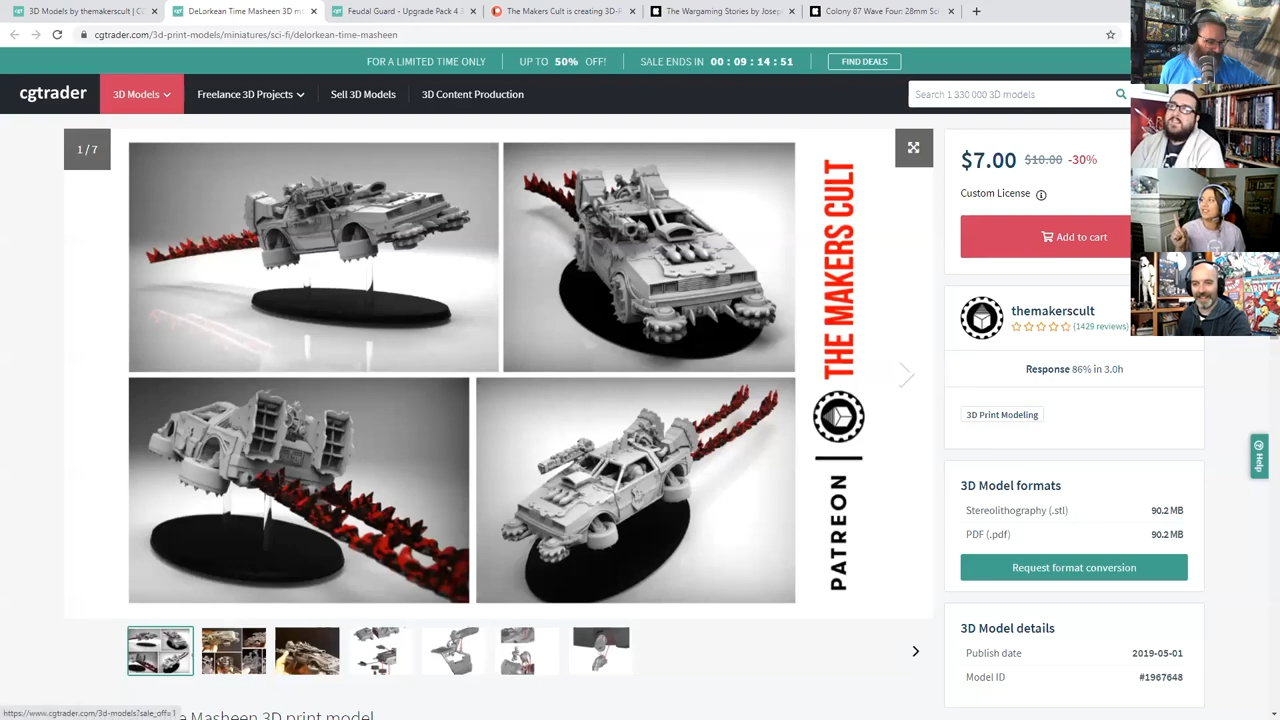 3D Models by themakerscult | C
DeLorean Time Masheen 3D m
Feudal Guard - Upgrade Pack 4
The Makers Cult is creating 3D-P
The Wargaming Stories by Josep
Colony 87 Wave Four: 28mm Sci
cgtrader.com/3d-print-models/miniatures/sci-fi/delorkean-time-masheen
FOR A LIMITED TIME ONLY
UP TO 50% OFF!
SALE ENDS IN 00 : 09 : 14 : 51
FIND DEALS
cgtrader
3D Models
Freelance 3D Projects
Sell 3D Models
3D Content Production
Search 1 330 000 3D models
1 / 7
THE MAKERS CULT
PATREON
$7.00 $10.00 -30%
Custom License
Add to cart
themakerscult
(1429 reviews)
Response 86% in 3.0h
3D Print Modeling
3D Model formats
Stereolithography (.stl) 90.2 MB
PDF (.pdf) 90.2 MB
Request format conversion
Help
3D Model details
Publish date 2019-05-01
Model ID #1967648
https://www.cgtrader.com/3d-models?sale_off=1
Masheen 3D print model